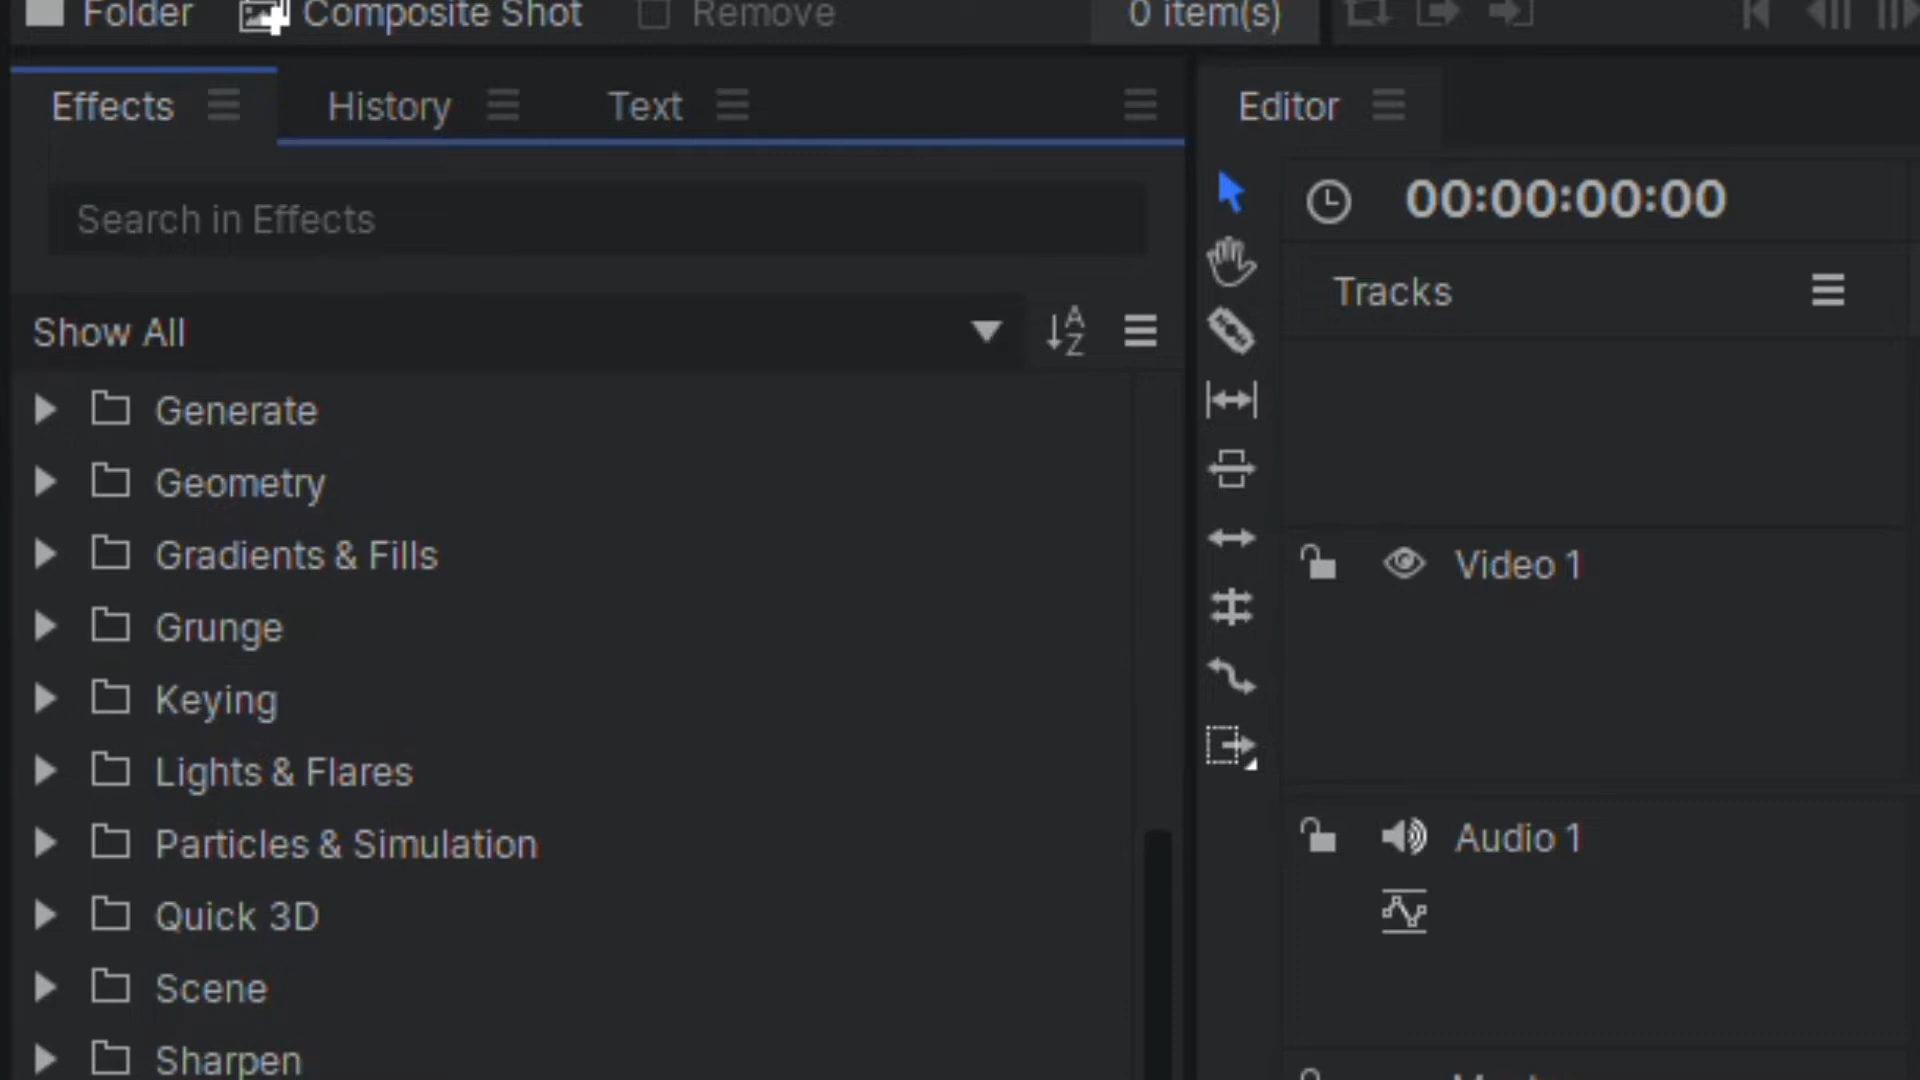 Folder Composite Shot Remove 0 item(s)
Effects History Text Editor
Search in Effects
00:00:00:00
Tracks
Show All
Generate
Geometry
Gradients & Fills
Grunge
Keying
Lights & Flares
Particles & Simulation
Quick 3D
Scene
Sharpen
Video 1
Audio 1